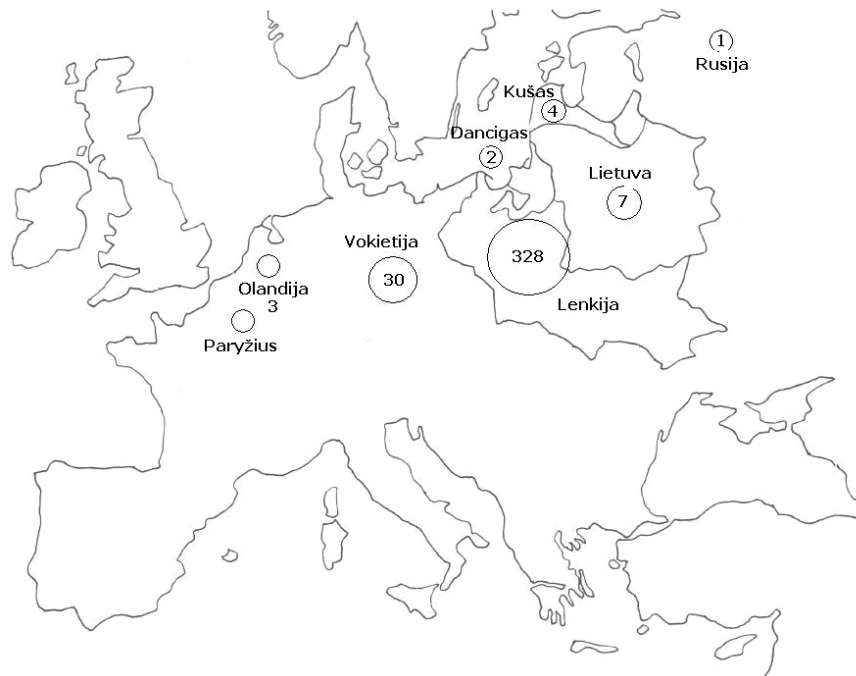 1
Rusija
Kušas
4
Dancigas
2
Lietuva
7
Vokietija
328
30
Olandija
3
Lenkija
Paryžius